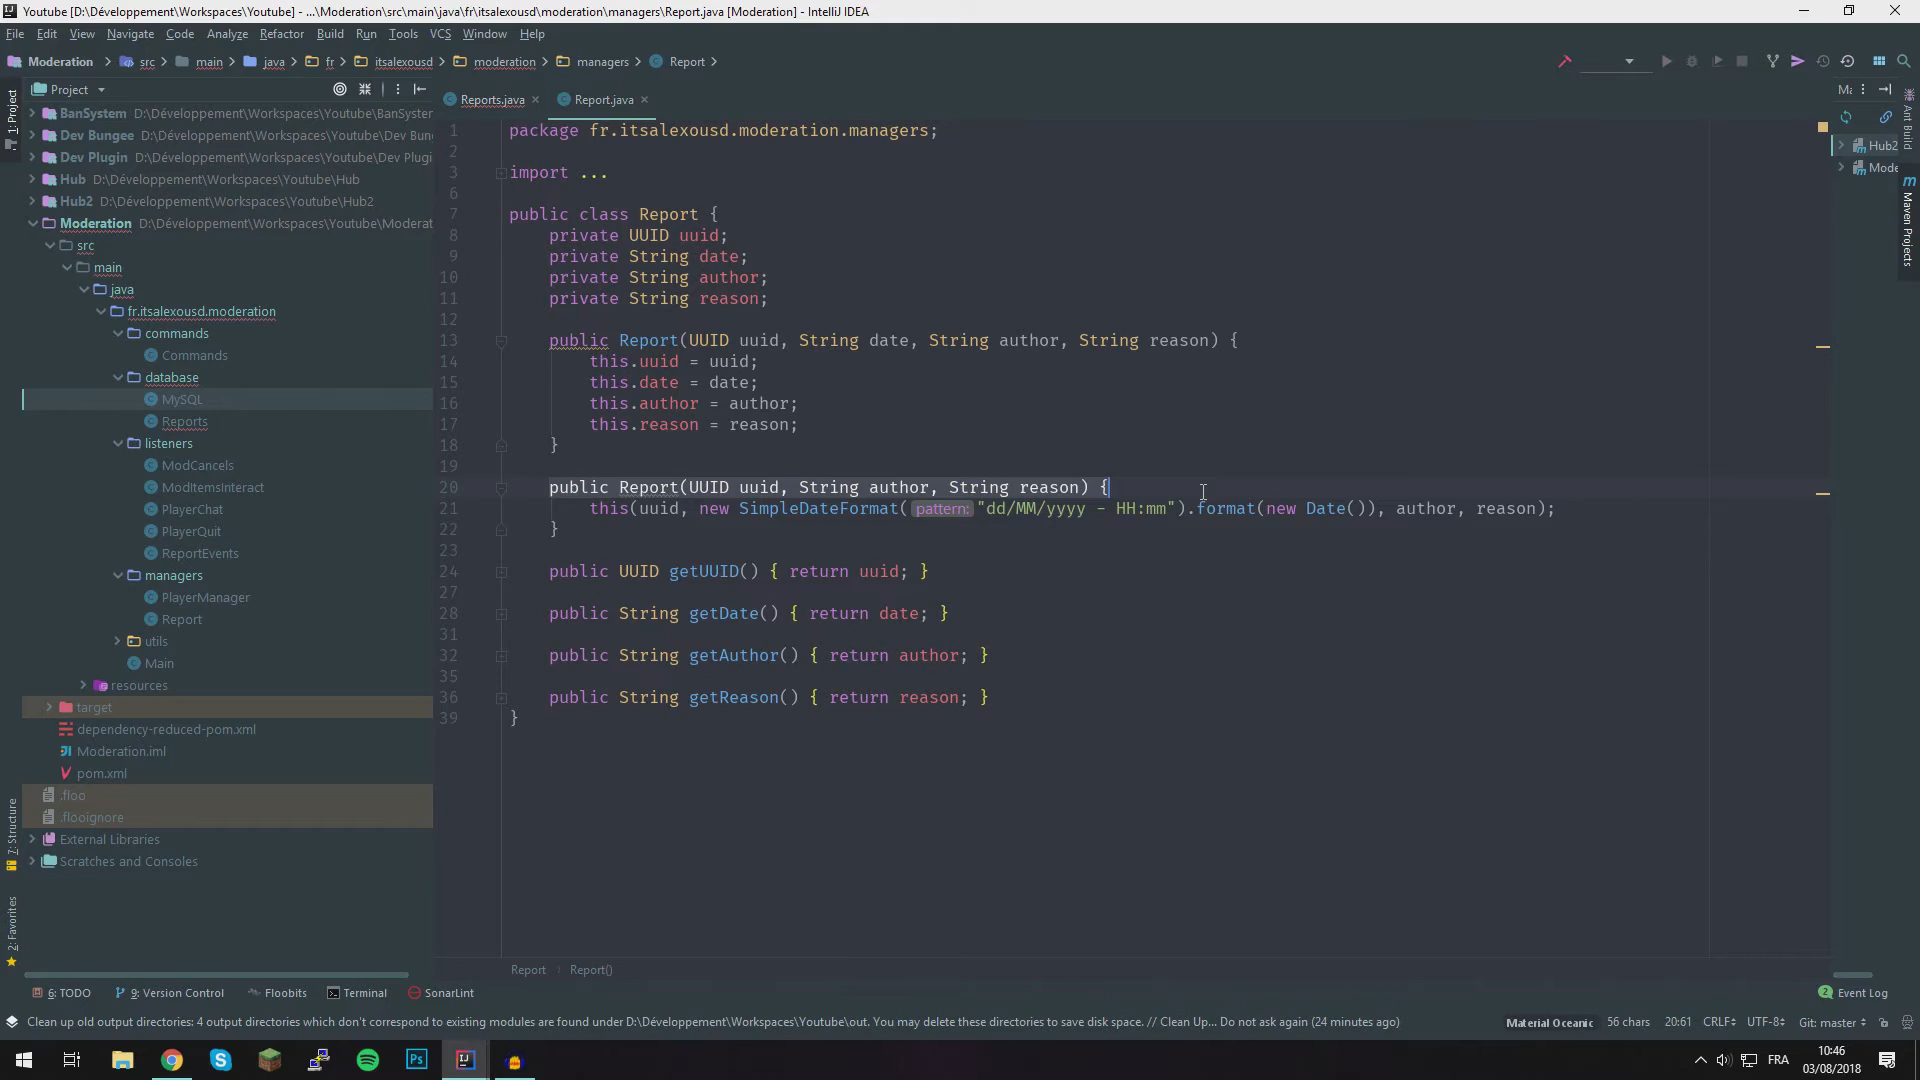 Youtube [D:\Développement\Workspaces\Youtube] - ...\Moderation\src\main\java\fr\itsalexousd\moderation\managers\Report.java [Moderation] - IntelliJ IDEA
File Edit View Navigate Code Analyze Refactor Build Run Tools VCS Window Help
Moderation src main java fr itsalexousd moderation managers Report
Project
Reports.java Report.java
1: Project
BanSystem D:\Développement\Workspaces\Youtube\BanSystem
Dev Bungee D:\Développement\Workspaces\Youtube\Dev Bun
Dev Plugin D:\Développement\Workspaces\Youtube\Dev Plugi
Hub D:\Développement\Workspaces\Youtube\Hub
Hub2 D:\Développement\Workspaces\Youtube\Hub2
Moderation D:\Développement\Workspaces\Youtube\Moderat
src
main
java
fr.itsalexousd.moderation
commands
Commands
database
MySQL
Reports
listeners
ModCancels
ModItemsInteract
PlayerChat
PlayerQuit
ReportEvents
managers
PlayerManager
Report
utils
Main
resources
target
dependency-reduced-pom.xml
Moderation.iml
pom.xml
.floo
.flooignore
External Libraries
Scratches and Consoles
7: Structure
2: Favorites
1 package fr.itsalexousd.moderation.managers;
2
3 import ...
6
7 public class Report {
8 private UUID uuid;
9 private String date;
10 private String author;
11 private String reason;
12
13 public Report(UUID uuid, String date, String author, String reason) {
14 this.uuid = uuid;
15 this.date = date;
16 this.author = author;
17 this.reason = reason;
18 }
19
20 public Report(UUID uuid, String author, String reason) {
21 this(uuid, new SimpleDateFormat( pattern: "dd/MM/yyyy - HH:mm").format(new Date()), author, reason);
22 }
23
24 public UUID getUUID() { return uuid; }
27
28 public String getDate() { return date; }
31
32 public String getAuthor() { return author; }
35
36 public String getReason() { return reason; }
39 }
Report Report()
Ma
Hub2
Mode
Ant Build
Maven Projects
6: TODO 9: Version Control Floobits Terminal SonarLint 2 Event Log
Clean up old output directories: 4 output directories which don't correspond to existing modules are found under D:\Développement\Workspaces\Youtube\out. You may delete these directories to save disk space. // Clean Up... Do not ask again (24 minutes ago) Material Oceanic 56 chars 20:61 CRLF UTF-8 Git: master
FRA 10:46
03/08/2018